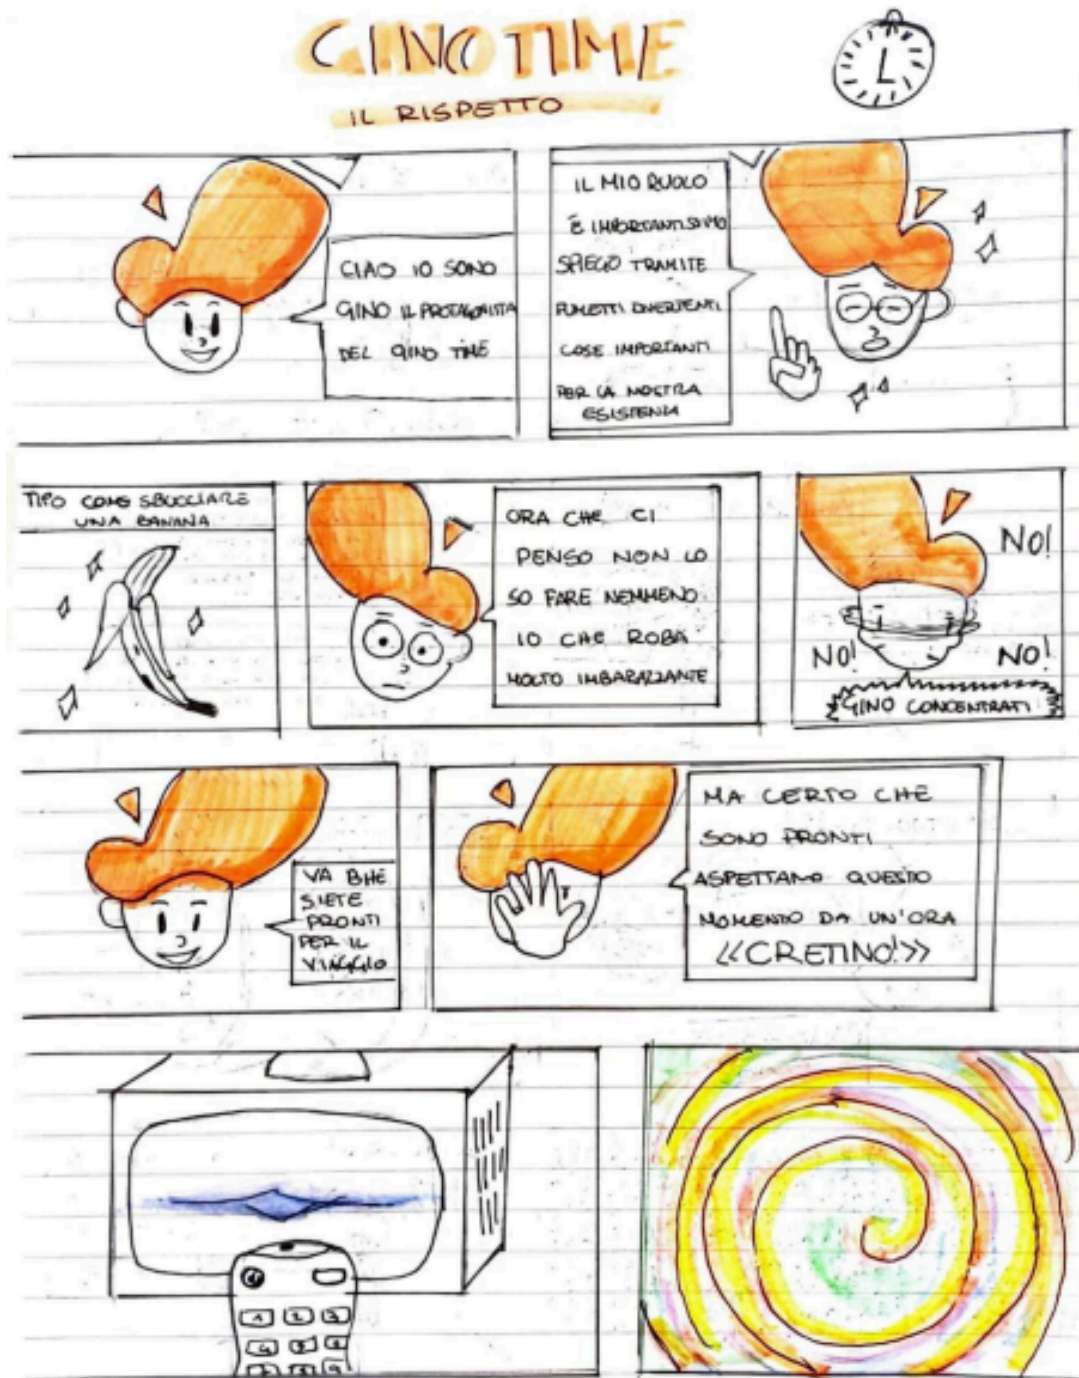 GINO TIME
IL RISPETTO
CIAO IO SONO
GINO IL PROTAGONISTA
DEL GINO TIME
IL MIO RUOLO
È IMPORTANTISSIMO
SPIEGO TRAMITE
FUMETTI DIVERTENTI
COSE IMPORTANTI
PER LA NOSTRA
ESISTENZA
TIPO COME SBUCCIARE
UNA BANANA
ORA CHE CI
PENSO NON LO
SO FARE NEMMENO
IO CHE ROBA
MOLTO IMBARAZZANTE
NO!
NO!
NO!
GINO CONCENTRATI
VA BHE
SIETE
PRONTI
PER IL
VIAGGIO
MA CERTO CHE
SONO PRONTI
ASPETTANO QUESTO
MOMENTO DA UN'ORA
<<CRETINO!>>
1 2 3